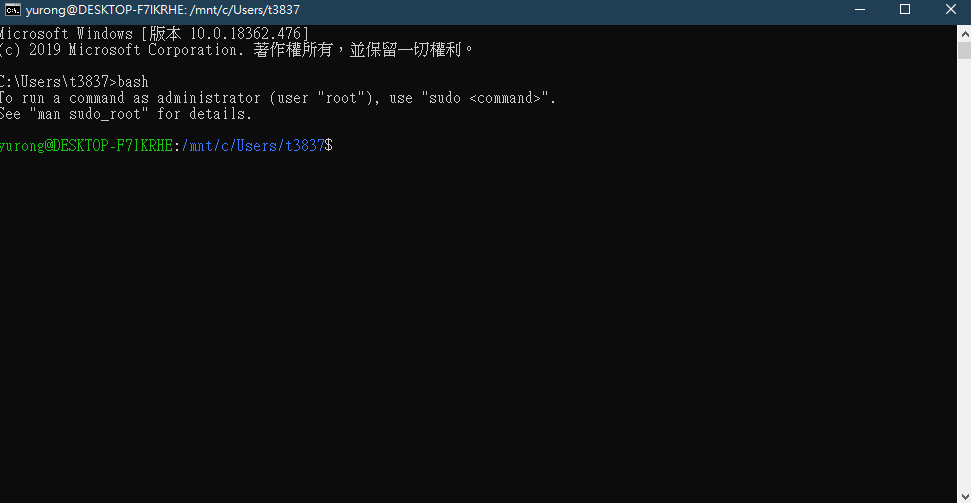 yurong@DESKTOP-F7IKRHE: /mnt/c/Users/t3837
Microsoft Windows [版本 10.0.18362.476]
(c) 2019 Microsoft Corporation. 著作權所有，並保留一切權利。
C:\Users\t3837>bash
To run a command as administrator (user "root"), use "sudo <command>".
See "man sudo_root" for details.
yurong@DESKTOP-F7IKRHE:/mnt/c/Users/t3837$